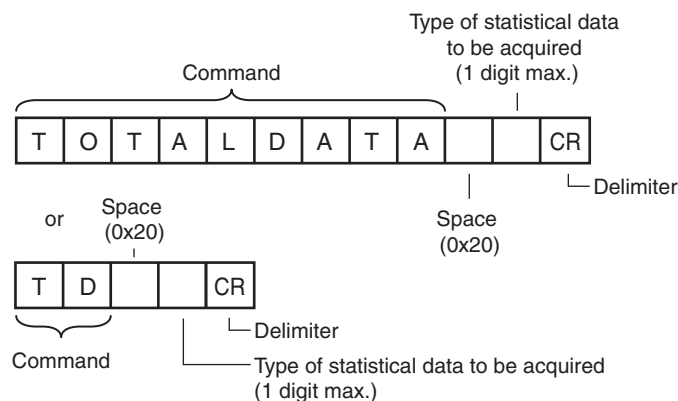 Type of statistical data
to be acquired
(1 digit max.)
Command
T O T A L D A T A CR
Delimiter
Space
(0x20)
or
Space
(0x20)
T D CR
Delimiter
Command
Type of statistical data to be acquired
(1 digit max.)